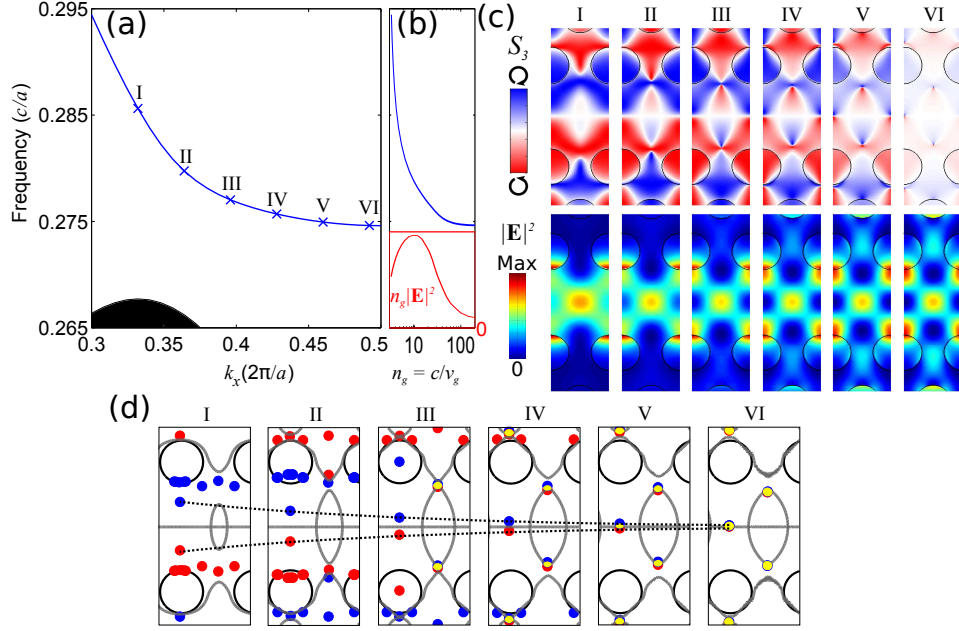 (a)
0.295
0.285
0.275
0.265
Frequency (c/a)
I
II
III
IV
V
VI
0.3
0.35
0.4
0.45
0.5
kx(2π/a)
(b)
ng|E|²
0
10
100
ng = c/vg
(c)
I II III IV V VI
S3
|E|²
Max
0
(d)
I II III IV V VI